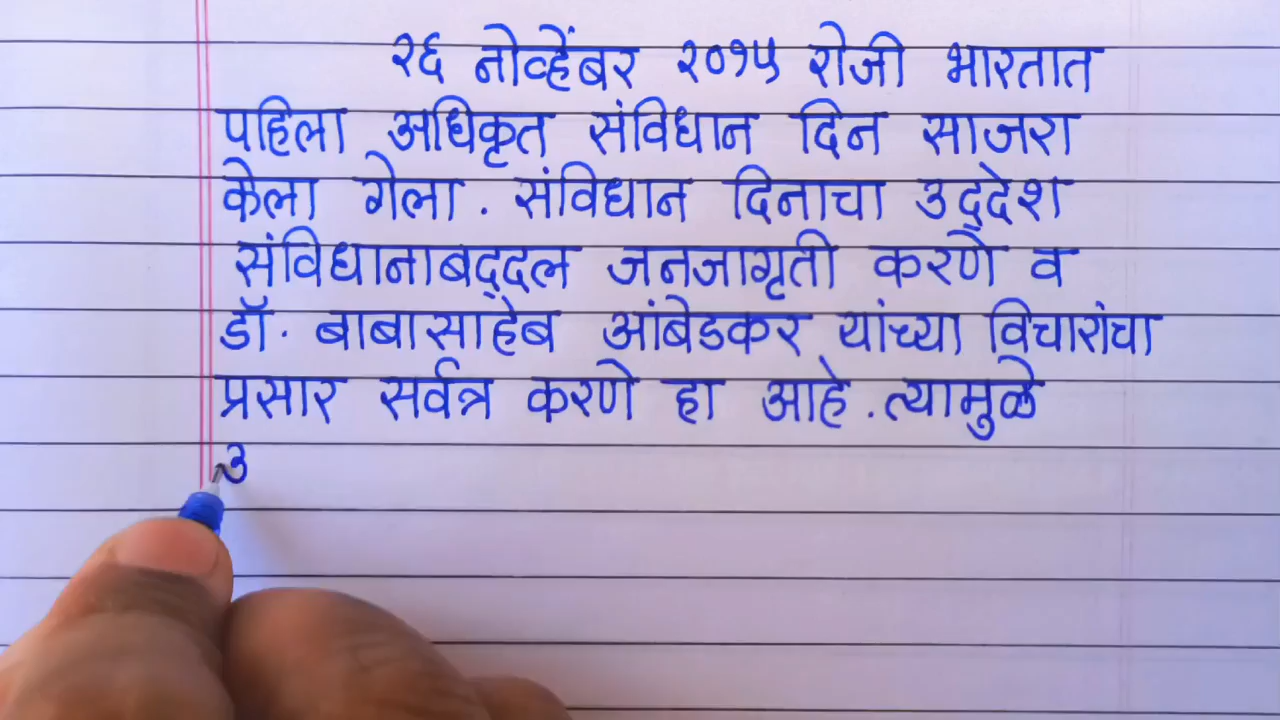 २६ नोव्हेंबर २०१५ रोजी भारतात
पहिला अधिकृत संविधान दिन साजरा
केला गेला. संविधान दिनाचा उद्देश
संविधानाबद्दल जनजागृती करणे व
डॉ. बाबासाहेब आंबेडकर यांच्या विचारांचा
प्रसार सर्वत्र करणे हा आहे. त्यामुळे